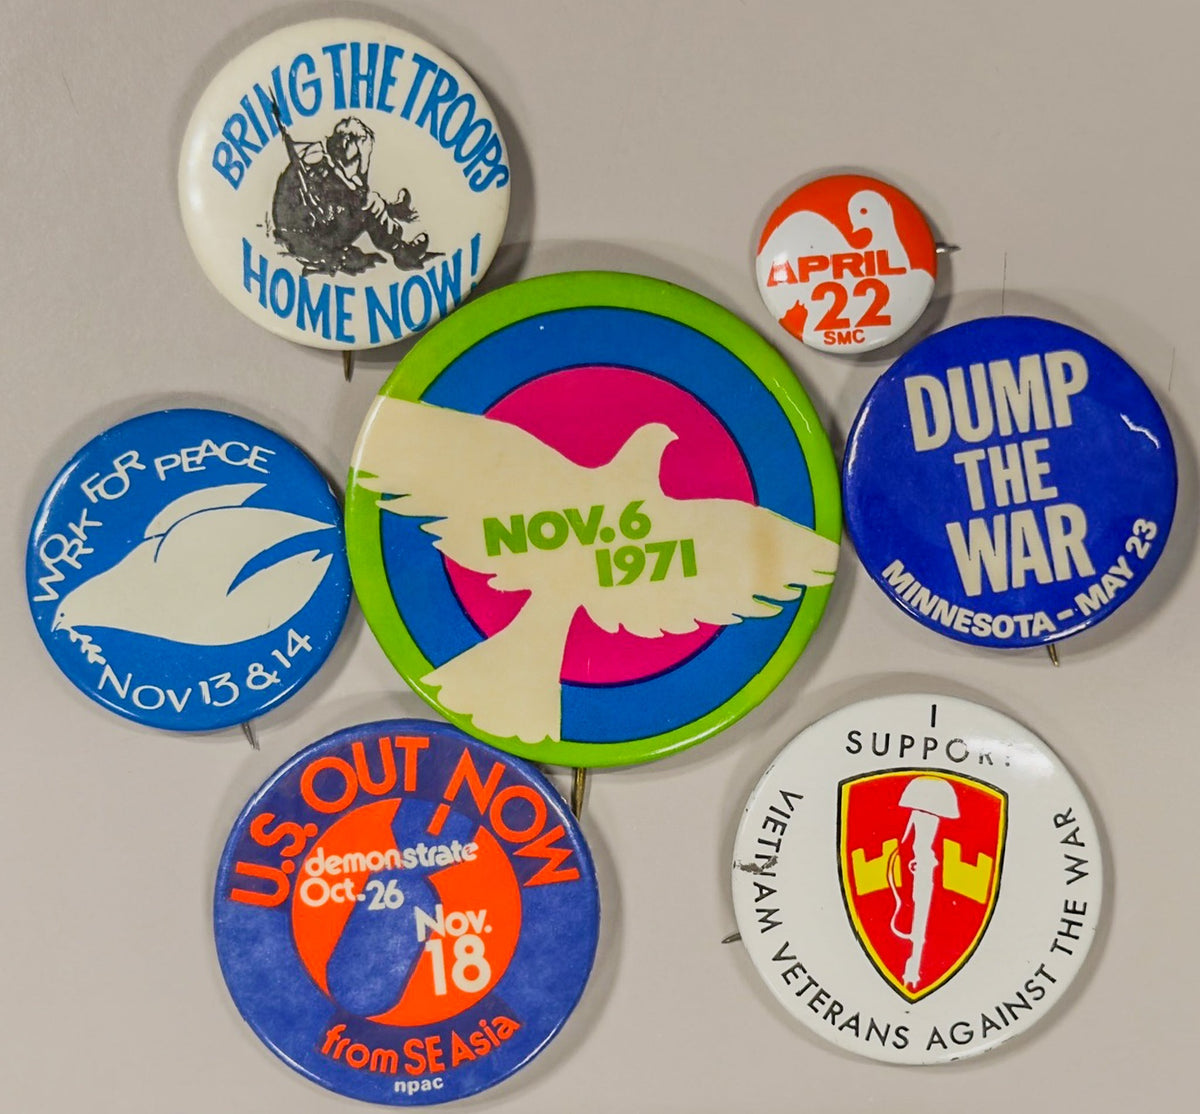 BRING THE TROOPS
HOME NOW!
APRIL
22
SMC
DUMP
THE
WAR
MINNESOTA - MAY 23
WORK FOR PEACE
NOV 13 & 14
NOV. 6
1971
U.S. OUT NOW
demonstrate
Oct. 26
Nov.
18
from SE Asia
npac
I
SUPPORT
VIETNAM VETERANS AGAINST THE WAR